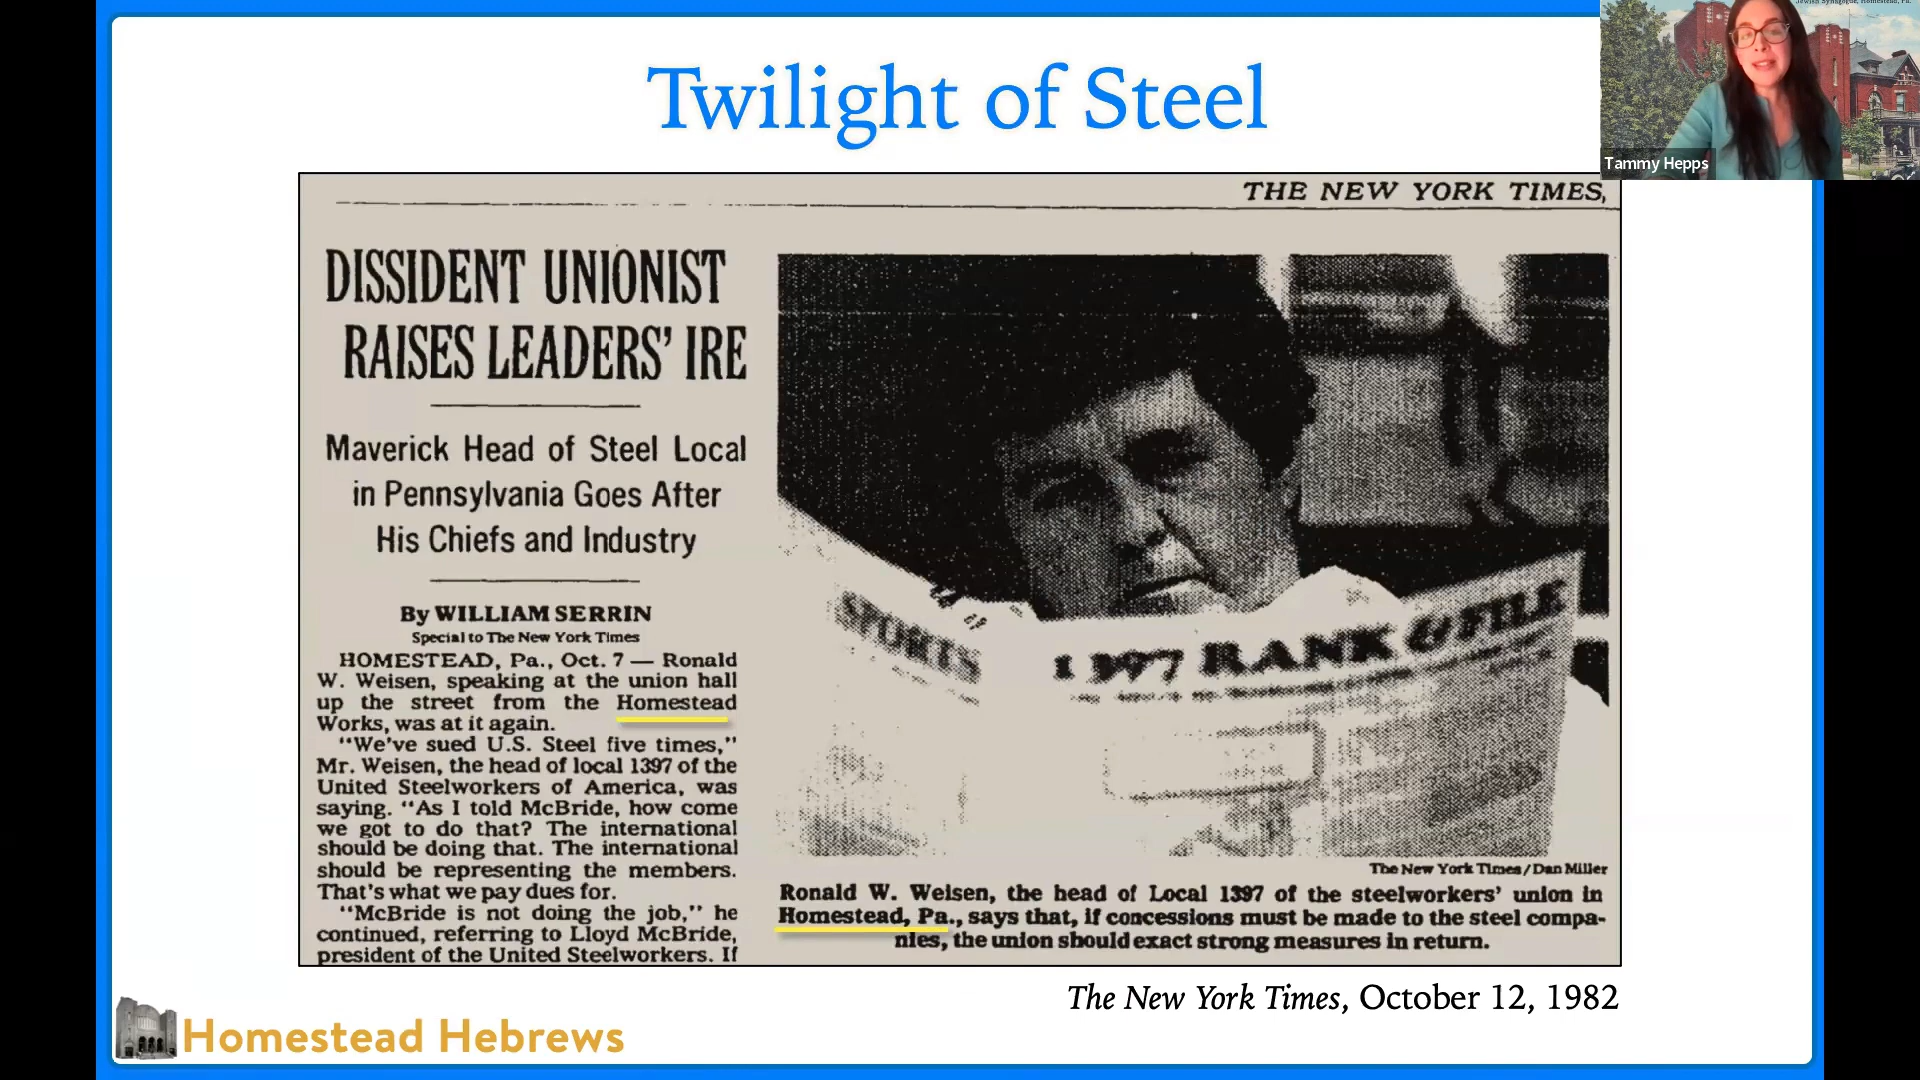 Jewish Synagogue, Homestead, Pa.
Tammy Hepps
Twilight of Steel
THE NEW YORK TIMES,
DISSIDENT UNIONIST
RAISES LEADERS' IRE
Maverick Head of Steel Local
in Pennsylvania Goes After
His Chiefs and Industry
By WILLIAM SERRIN
Special to The New York Times
HOMESTEAD, Pa., Oct. 7 — Ronald
W. Weisen, speaking at the union hall
up the street from the Homestead
Works, was at it again.
"We've sued U.S. Steel five times,"
Mr. Weisen, the head of local 1397 of the
United Steelworkers of America, was
saying. "As I told McBride, how come
we got to do that? The international
should be doing that. The international
should be representing the members.
That's what we pay dues for.
"McBride is not doing the job," he
continued, referring to Lloyd McBride,
president of the United Steelworkers. If
SPORTS
1397 RANK & FILE
The New York Times/Dan Miller
Ronald W. Weisen, the head of Local 1397 of the steelworkers' union in
Homestead, Pa., says that, if concessions must be made to the steel compa-
nies, the union should exact strong measures in return.
The New York Times, October 12, 1982
Homestead Hebrews